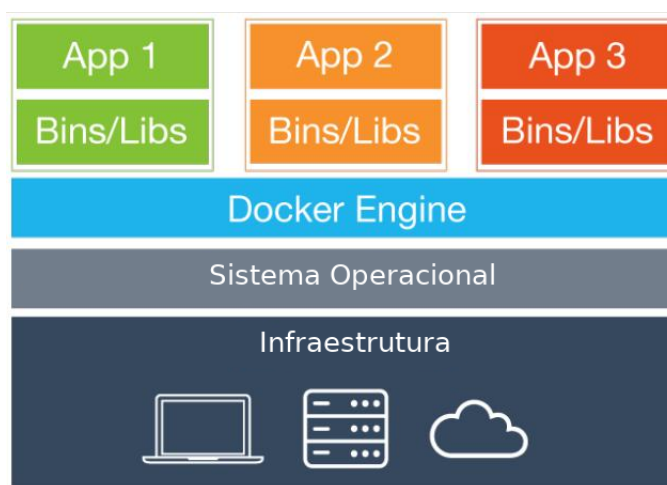 App 1
App 2
App 3
Bins/Libs
Bins/Libs
Bins/Libs
Docker Engine
Sistema Operacional
Infraestrutura